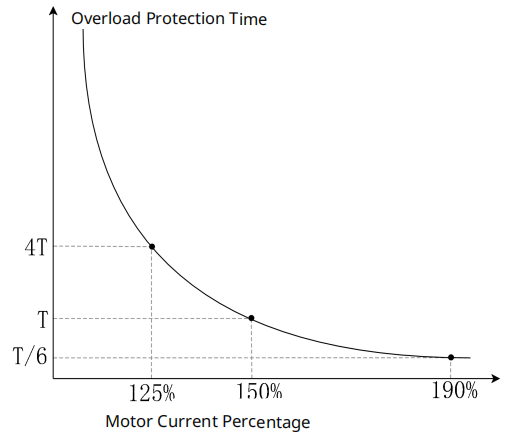 Overload Protection Time
4T
T
T/6
125% 150% 190%
Motor Current Percentage